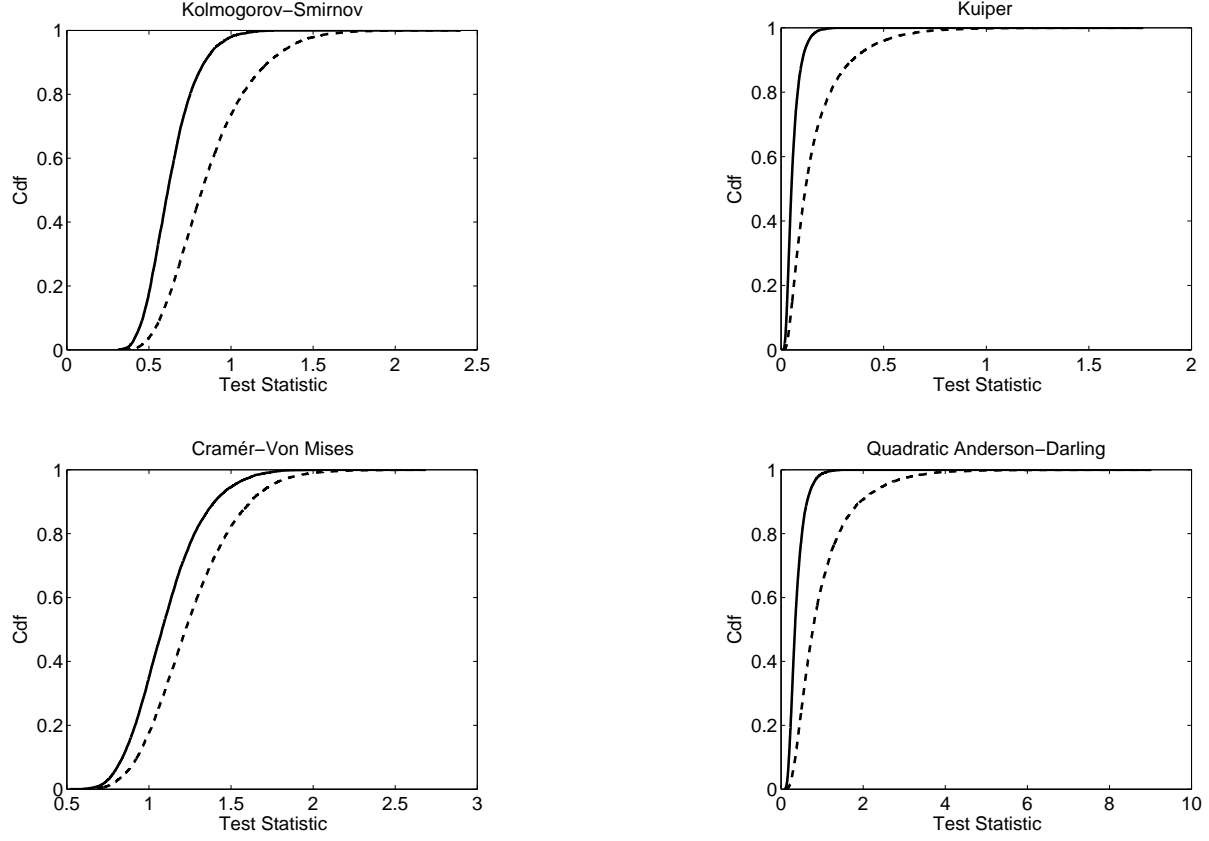 Kolmogorov−Smirnov
1
0.8
0.6
0.4
0.2
0
Cdf
0 0.5 1 1.5 2 2.5
Test Statistic
Kuiper
1
0.8
0.6
0.4
0.2
0
Cdf
0 0.5 1 1.5 2
Test Statistic
Cramér−Von Mises
1
0.8
0.6
0.4
0.2
0
Cdf
0.5 1 1.5 2 2.5 3
Test Statistic
Quadratic Anderson−Darling
1
0.8
0.6
0.4
0.2
0
Cdf
0 2 4 6 8 10
Test Statistic